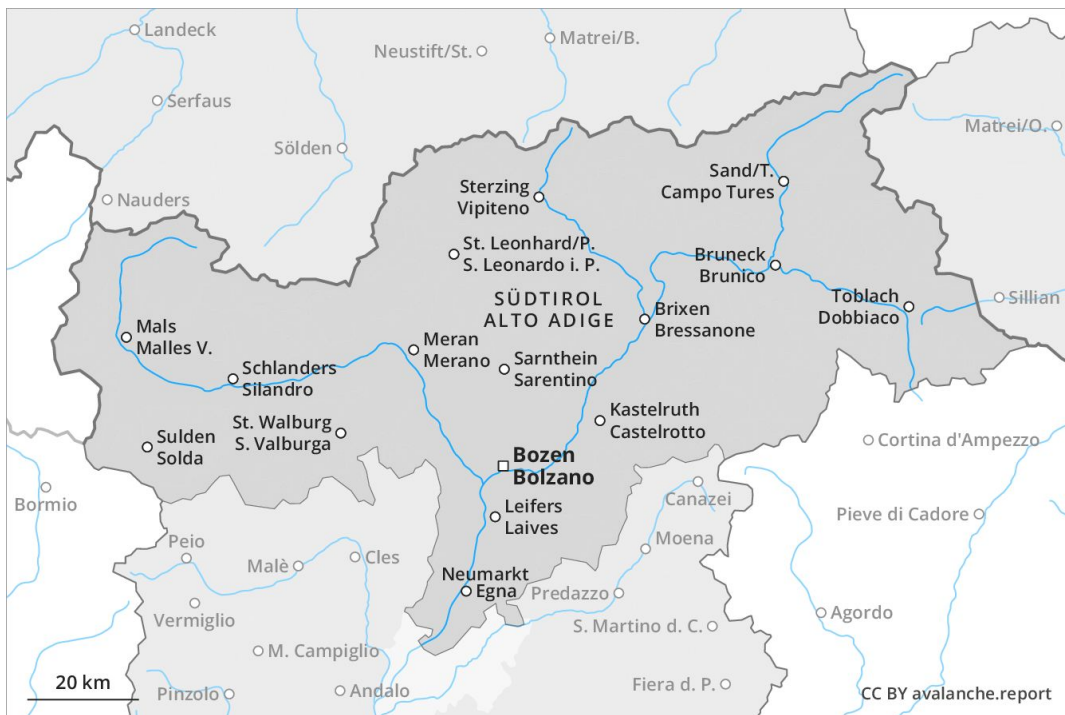 Landeck
Neustift/St.
Matrei/B.
Serfaus
Matrei/O.
Sölden
Nauders
Sand/T.
Campo Tures
Sterzing
Vipiteno
St. Leonhard/P.
S. Leonardo i. P.
Bruneck
Brunico
SÜDTIROL
ALTO ADIGE
Toblach
Dobbiaco
Sillian
Brixen
Bressanone
Mals
Malles V.
Meran
Merano
Sarnthein
Sarentino
Schlanders
Silandro
Kastelruth
Castelrotto
St. Walburg
S. Valburga
Sulden
Solda
Cortina d'Ampezzo
Bozen
Bolzano
Bormio
Canazei
Leifers
Laives
Pieve di Cadore
Moena
Peio
Malè
Cles
Neumarkt
Egna
Predazzo
Vermiglio
Agordo
S. Martino d. C.
M. Campiglio
20 km
Pinzolo
Andalo
Fiera d. P.
CC BY avalanche.report